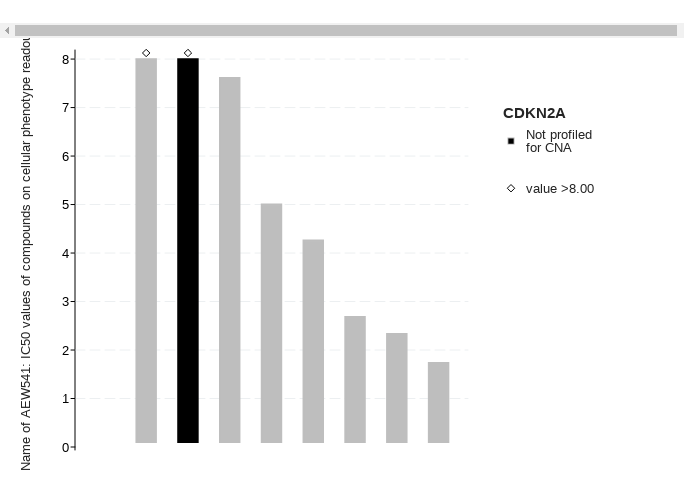 Name of AEW541: IC50 values of compounds on cellular phenotype
8
7
6
5
4
3
2
1
0
CDKN2A
Not profiled
for CNA
value >8.00